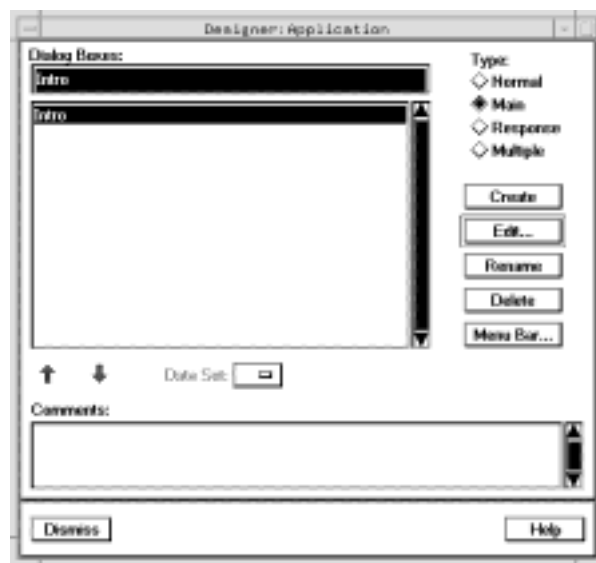 Designer:Application
Dialog Boxes:
Intro
Intro
Type:
Normal
Main
Response
Multiple
Create
Edit...
Rename
Delete
Menu Bar...
Date Set:
Comments:
Dismiss
Help